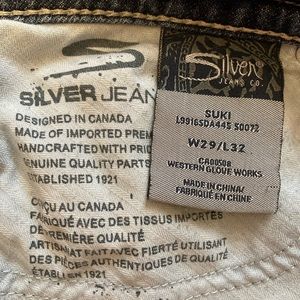 SILVER JEAN
DESIGNED IN CANADA
MADE OF IMPORTED PREM
HANDCRAFTED WITH PRID
GENUINE QUALITY PARTS
ESTABLISHED 1921
CONÇU AU CANADA
FABRIQUÉ AVEC DES TISSUS IMPORTÉS
DE PREMIÈRE QUALITÉ
ARTISANAT FAIT AVEC FIERTÉ UTILISANT
DES PIÈCES AUTHENTIQUES DE QUALITÉ
ÉTABLI EN 1921
Silver
JEANS CO
SUKI
L9916SDA445 S0072
W29/L32
CA00508
WESTERN GLOVE WORKS
MADE IN CHINA/
FABRIQUÉ EN CHINE